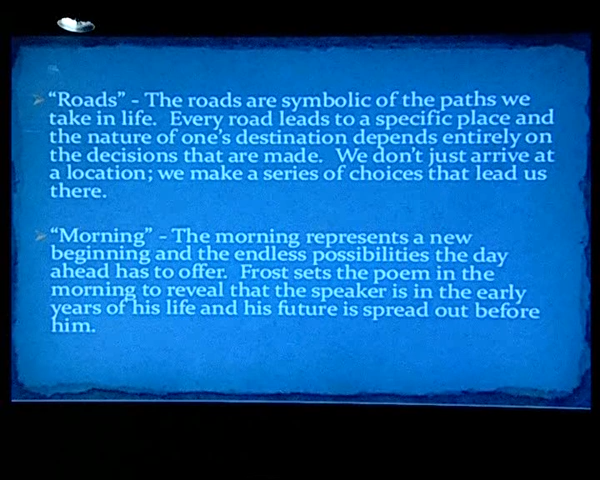 "Roads" - The roads are symbolic of the paths we
take in life. Every road leads to a specific place and
the nature of one's destination depends entirely on
the decisions that are made. We don't just arrive at
a location; we make a series of choices that lead us
there.
"Morning" - The morning represents a new
beginning and the endless possibilities the day
ahead has to offer. Frost sets the poem in the
morning to reveal that the speaker is in the early
years of his life and his future is spread out before
him.